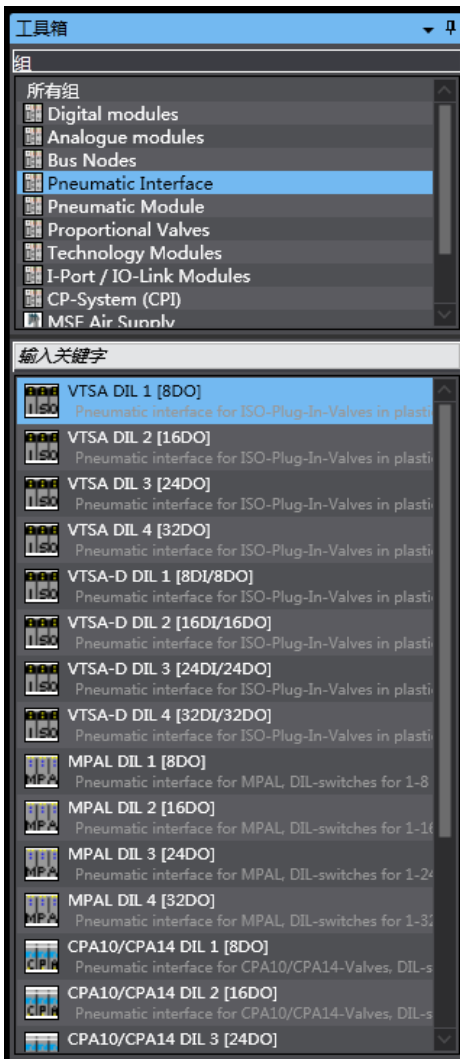 工具箱
组
所有组
Digital modules
Analogue modules
Bus Nodes
Pneumatic Interface
Pneumatic Module
Proportional Valves
Technology Modules
I-Port / IO-Link Modules
CP-System (CPI)
MSE Air Supply
输入关键字
VTSA DIL 1 [8DO]
Pneumatic interface for ISO-Plug-In-Valves in plasti
VTSA DIL 2 [16DO]
Pneumatic interface for ISO-Plug-In-Valves in plasti
VTSA DIL 3 [24DO]
Pneumatic interface for ISO-Plug-In-Valves in plasti
VTSA DIL 4 [32DO]
Pneumatic interface for ISO-Plug-In-Valves in plasti
VTSA-D DIL 1 [8DI/8DO]
Pneumatic interface for ISO-Plug-In-Valves in plasti
VTSA-D DIL 2 [16DI/16DO]
Pneumatic interface for ISO-Plug-In-Valves in plasti
VTSA-D DIL 3 [24DI/24DO]
Pneumatic interface for ISO-Plug-In-Valves in plasti
VTSA-D DIL 4 [32DI/32DO]
Pneumatic interface for ISO-Plug-In-Valves in plasti
MPAL DIL 1 [8DO]
Pneumatic interface for MPAL, DIL-switches for 1-8
MPAL DIL 2 [16DO]
Pneumatic interface for MPAL, DIL-switches for 1-16
MPAL DIL 3 [24DO]
Pneumatic interface for MPAL, DIL-switches for 1-24
MPAL DIL 4 [32DO]
Pneumatic interface for MPAL, DIL-switches for 1-32
CPA10/CPA14 DIL 1 [8DO]
Pneumatic interface for CPA10/CPA14-Valves, DIL-s
CPA10/CPA14 DIL 2 [16DO]
Pneumatic interface for CPA10/CPA14-Valves, DIL-s
CPA10/CPA14 DIL 3 [24DO]